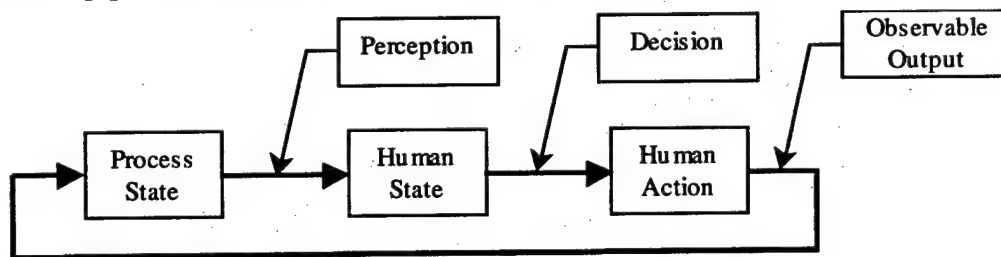 Perception
Decision
Observable
Output
Process
State
Human
State
Human
Action